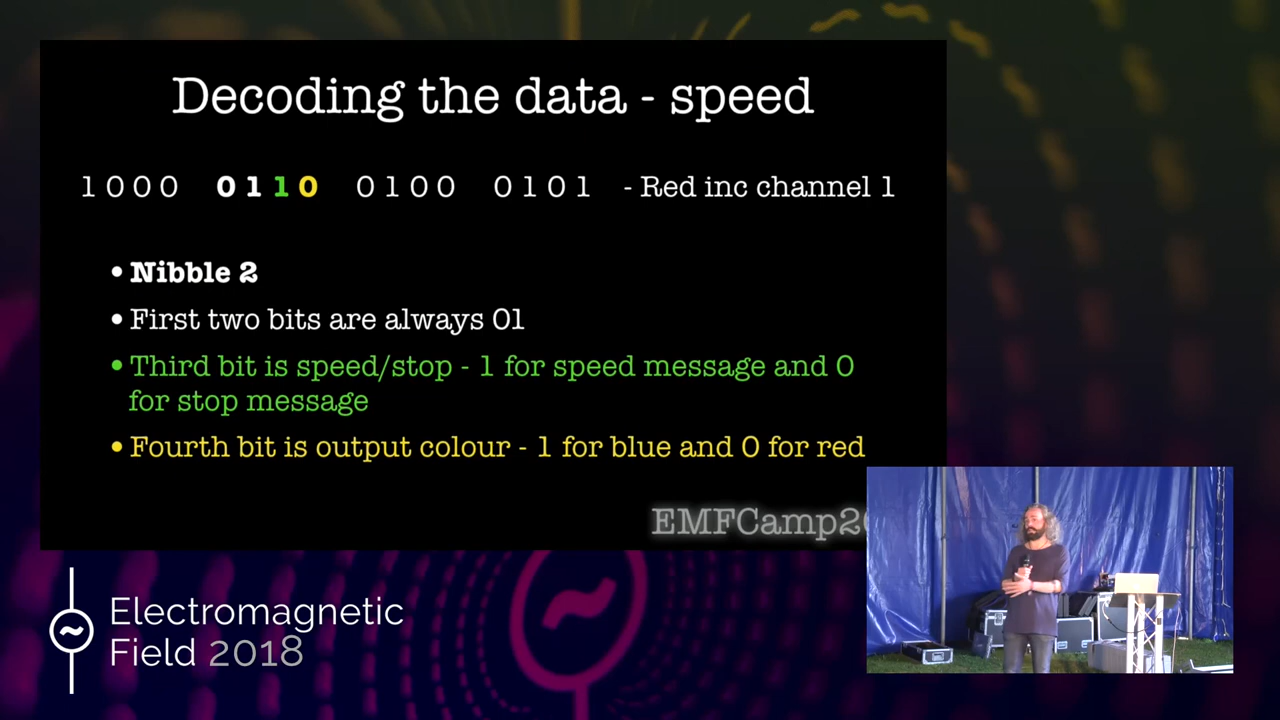 Decoding the data - speed
1000 0110 0100 0101 - Red inc channel 1
• Nibble 2
• First two bits are always 01
• Third bit is speed/stop - 1 for speed message and 0
for stop message
• Fourth bit is output colour - 1 for blue and 0 for red
EMFCamp20
Electromagnetic
Field 2018